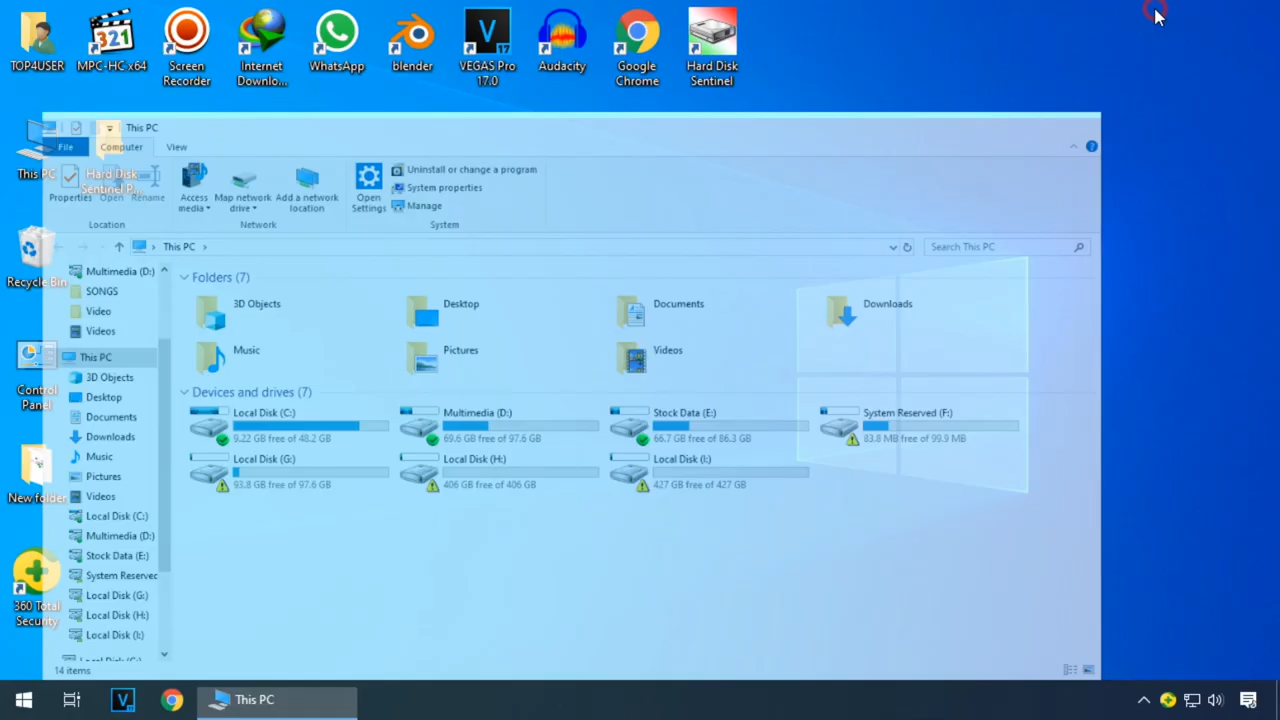 TOP4USER
MPC-HC x64
Screen
Recorder
Internet
Downlo...
WhatsApp
blender
VEGAS Pro
17.0
Audacity
Google
Chrome
Hard Disk
Sentinel
This PC
Hard Disk
Sentinel P...
Recycle Bin
Control
Panel
New folder
360 Total
Security
This PC
File
Computer
View
Properties
Open
Rename
Location
Access
media
Map network
drive
Add a network
location
Network
Open
Settings
Uninstall or change a program
System properties
Manage
System
This PC
Search This PC
Multimedia (D:)
SONGS
Video
Videos
This PC
3D Objects
Desktop
Documents
Downloads
Music
Pictures
Videos
Local Disk (C:)
Multimedia (D:)
Stock Data (E:)
System Reserved
Local Disk (G:)
Local Disk (H:)
Local Disk (I:)
Folders (7)
3D Objects
Desktop
Documents
Downloads
Music
Pictures
Videos
Devices and drives (7)
Local Disk (C:)
9.22 GB free of 48.2 GB
Multimedia (D:)
69.6 GB free of 97.6 GB
Stock Data (E:)
66.7 GB free of 86.3 GB
System Reserved (F:)
83.8 MB free of 99.9 MB
Local Disk (G:)
93.8 GB free of 97.6 GB
Local Disk (H:)
406 GB free of 406 GB
Local Disk (I:)
427 GB free of 427 GB
14 items
This PC